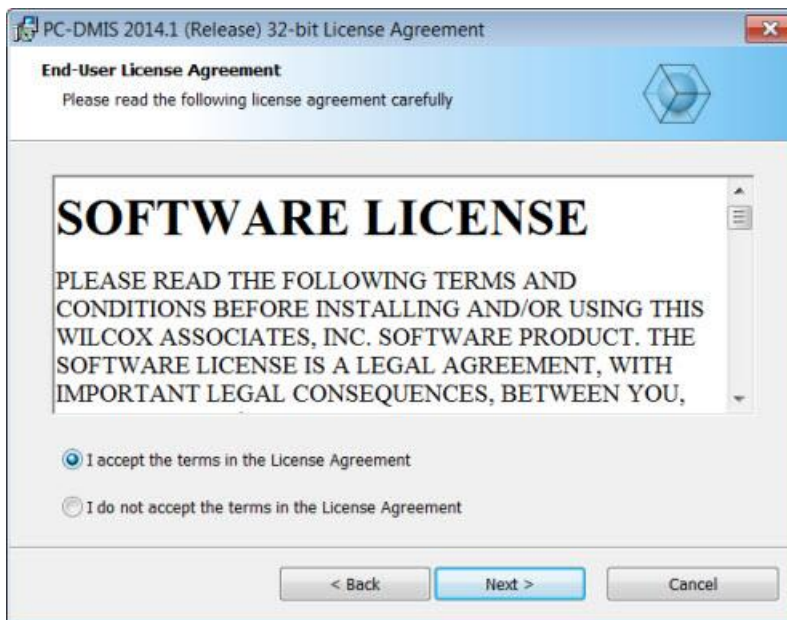 PC-DMIS 2014.1 (Release) 32-bit License Agreement
End-User License Agreement
Please read the following license agreement carefully
SOFTWARE LICENSE
PLEASE READ THE FOLLOWING TERMS AND
CONDITIONS BEFORE INSTALLING AND/OR USING THIS
WILCOX ASSOCIATES, INC. SOFTWARE PRODUCT. THE
SOFTWARE LICENSE IS A LEGAL AGREEMENT, WITH
IMPORTANT LEGAL CONSEQUENCES, BETWEEN YOU,
I accept the terms in the License Agreement
I do not accept the terms in the License Agreement
< Back
Next >
Cancel